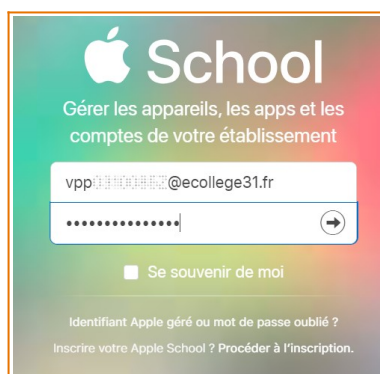 School
Gérer les appareils, les apps et les
comptes de votre établissement
@ecollege31.fr
•••••••••••••••
Se souvenir de moi
Identifiant Apple géré ou mot de passe oublié ?
Inscrire votre Apple School ? Procéder à l'inscription.